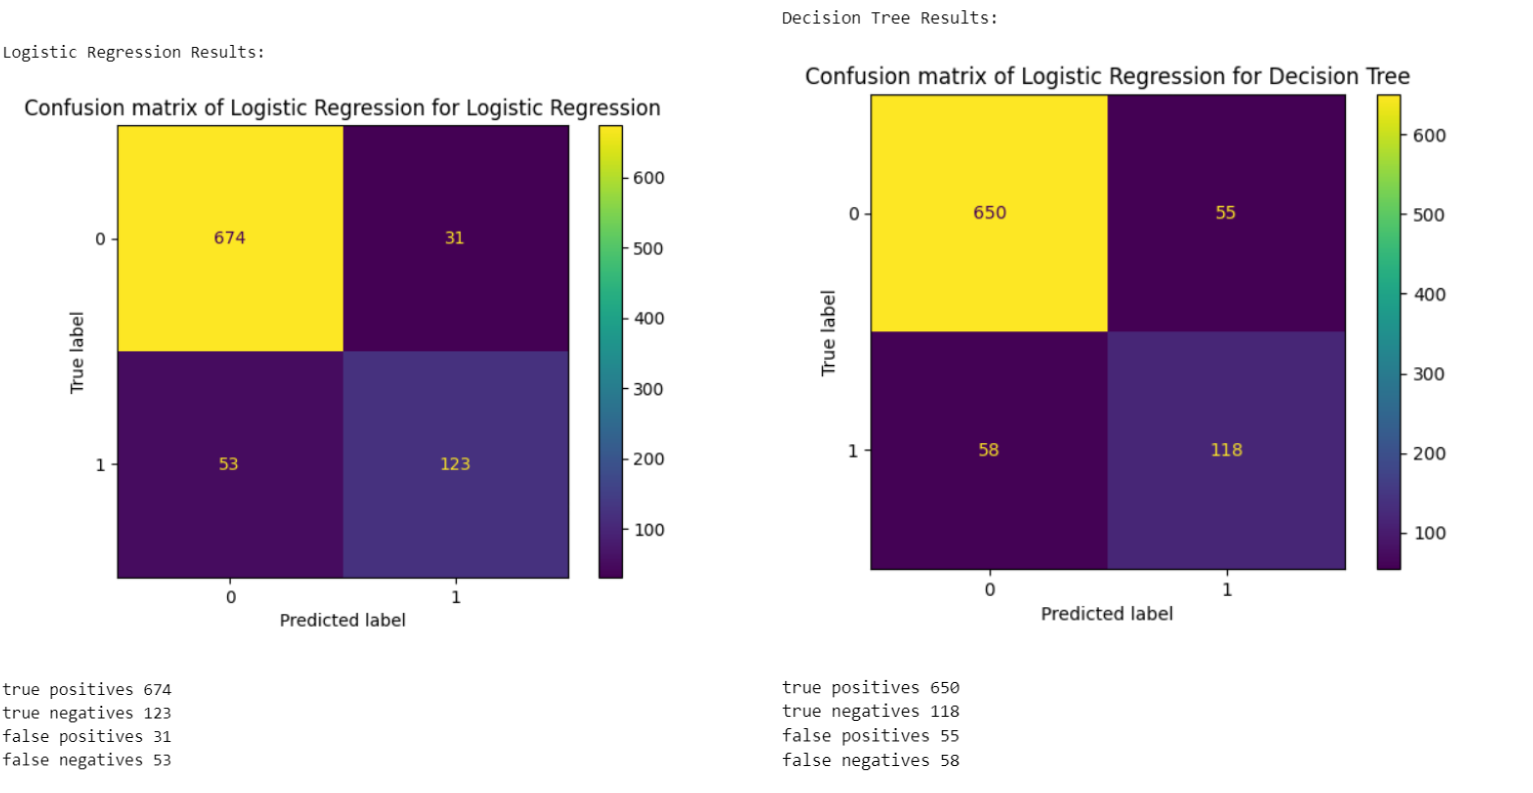 Logistic Regression Results:
Confusion matrix of Logistic Regression for Logistic Regression
0
674
31
1
53
123
0
1
True label
Predicted label
600
500
400
300
200
100
true positives 674
true negatives 123
false positives 31
false negatives 53
Decision Tree Results:
Confusion matrix of Logistic Regression for Decision Tree
0
650
55
1
58
118
0
1
True label
Predicted label
600
500
400
300
200
100
true positives 650
true negatives 118
false positives 55
false negatives 58